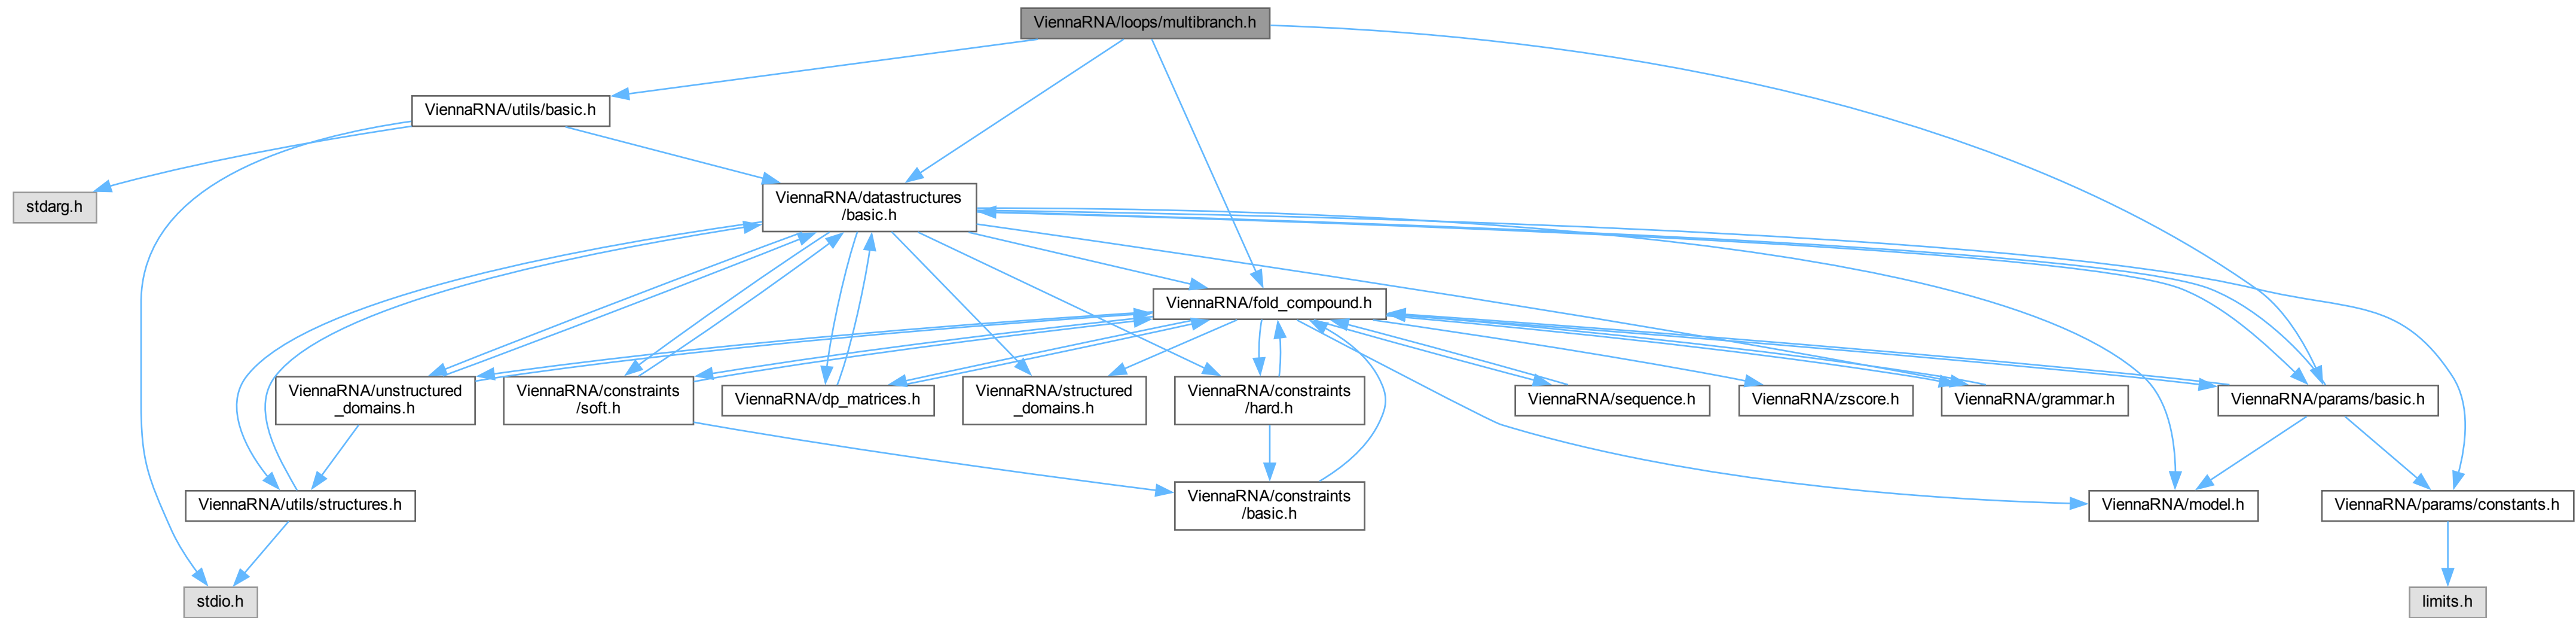 ViennaRNA/loops/multibranch.h
ViennaRNA/utils/basic.h
stdarg.h
ViennaRNA/datastructures
/basic.h
ViennaRNA/fold_compound.h
ViennaRNA/unstructured
_domains.h
ViennaRNA/constraints
/soft.h
ViennaRNA/dp_matrices.h
ViennaRNA/structured
_domains.h
ViennaRNA/constraints
/hard.h
ViennaRNA/sequence.h
ViennaRNA/zscore.h
ViennaRNA/grammar.h
ViennaRNA/params/basic.h
ViennaRNA/utils/structures.h
ViennaRNA/constraints
/basic.h
ViennaRNA/model.h
ViennaRNA/params/constants.h
stdio.h
limits.h